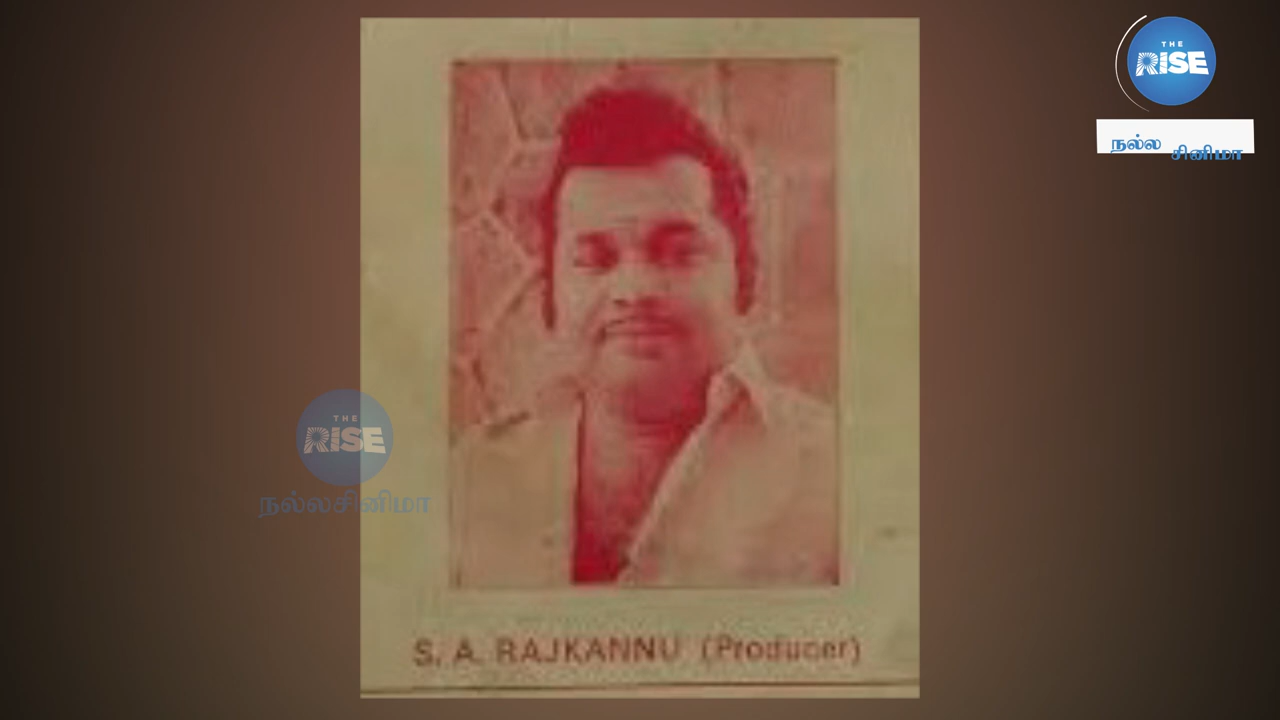 THE
RISE
நல்ல
சினிமா
THE
RISE
நல்லசினிமா
S. A. RAJKANNU (Producer)